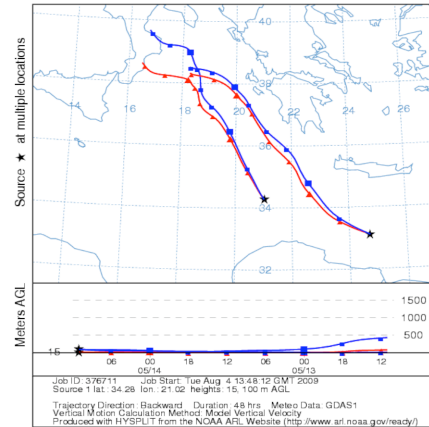 Source ★ at multiple locations
40
14
16
18
38
20
22
24
26
36
34
32
Meters AGL
1500
1000
500
15
06 00 18 12 06 00 18 12
05/14 05/13
Job ID: 376711 Job Start: Tue Aug 4 13:48:12 GMT 2009
Source 1 lat.: 34.28 lon.: 21.02 heights: 15, 100 m AGL
Trajectory Direction: Backward Duration: 48 hrs Meteo Data: GDAS1
Vertical Motion Calculation Method: Model Vertical Velocity
Produced with HYSPLIT from the NOAA ARL Website (http://www.arl.noaa.gov/ready/)